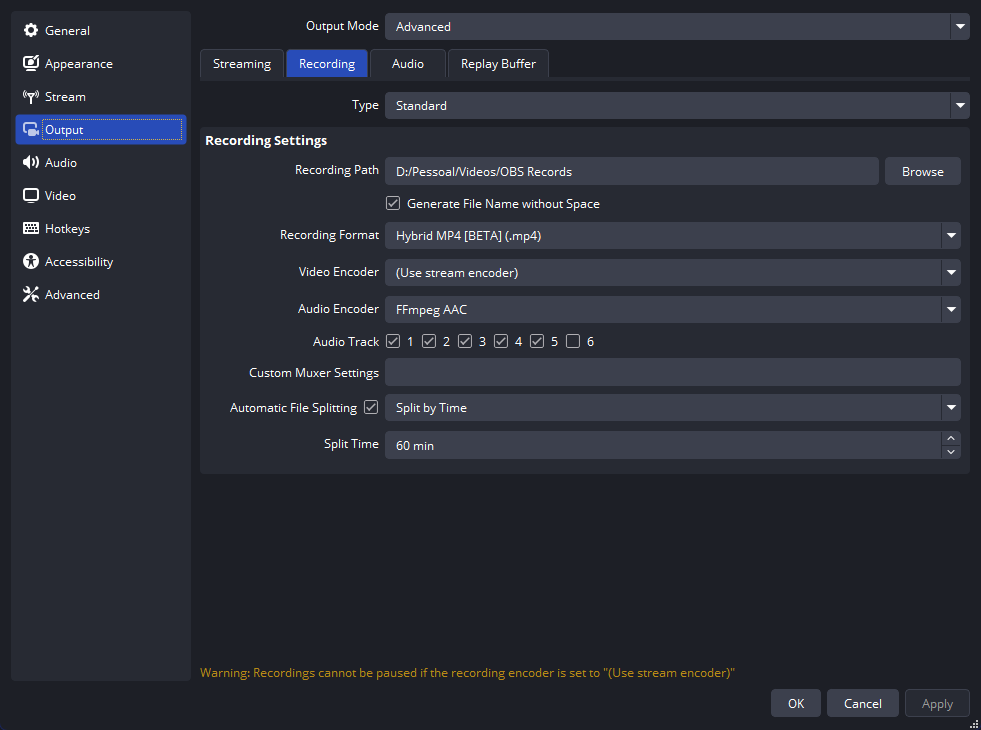 General
Appearance
Stream
Output
Audio
Video
Hotkeys
Accessibility
Advanced
Output Mode Advanced
Streaming Recording Audio Replay Buffer
Type Standard
Recording Settings
Recording Path D:/Pessoal/Videos/OBS Records Browse
Generate File Name without Space
Recording Format Hybrid MP4 [BETA] (.mp4)
Video Encoder (Use stream encoder)
Audio Encoder FFmpeg AAC
Audio Track 1 2 3 4 5 6
Custom Muxer Settings
Automatic File Splitting Split by Time
Split Time 60 min
Warning: Recordings cannot be paused if the recording encoder is set to "(Use stream encoder)"
OK Cancel Apply